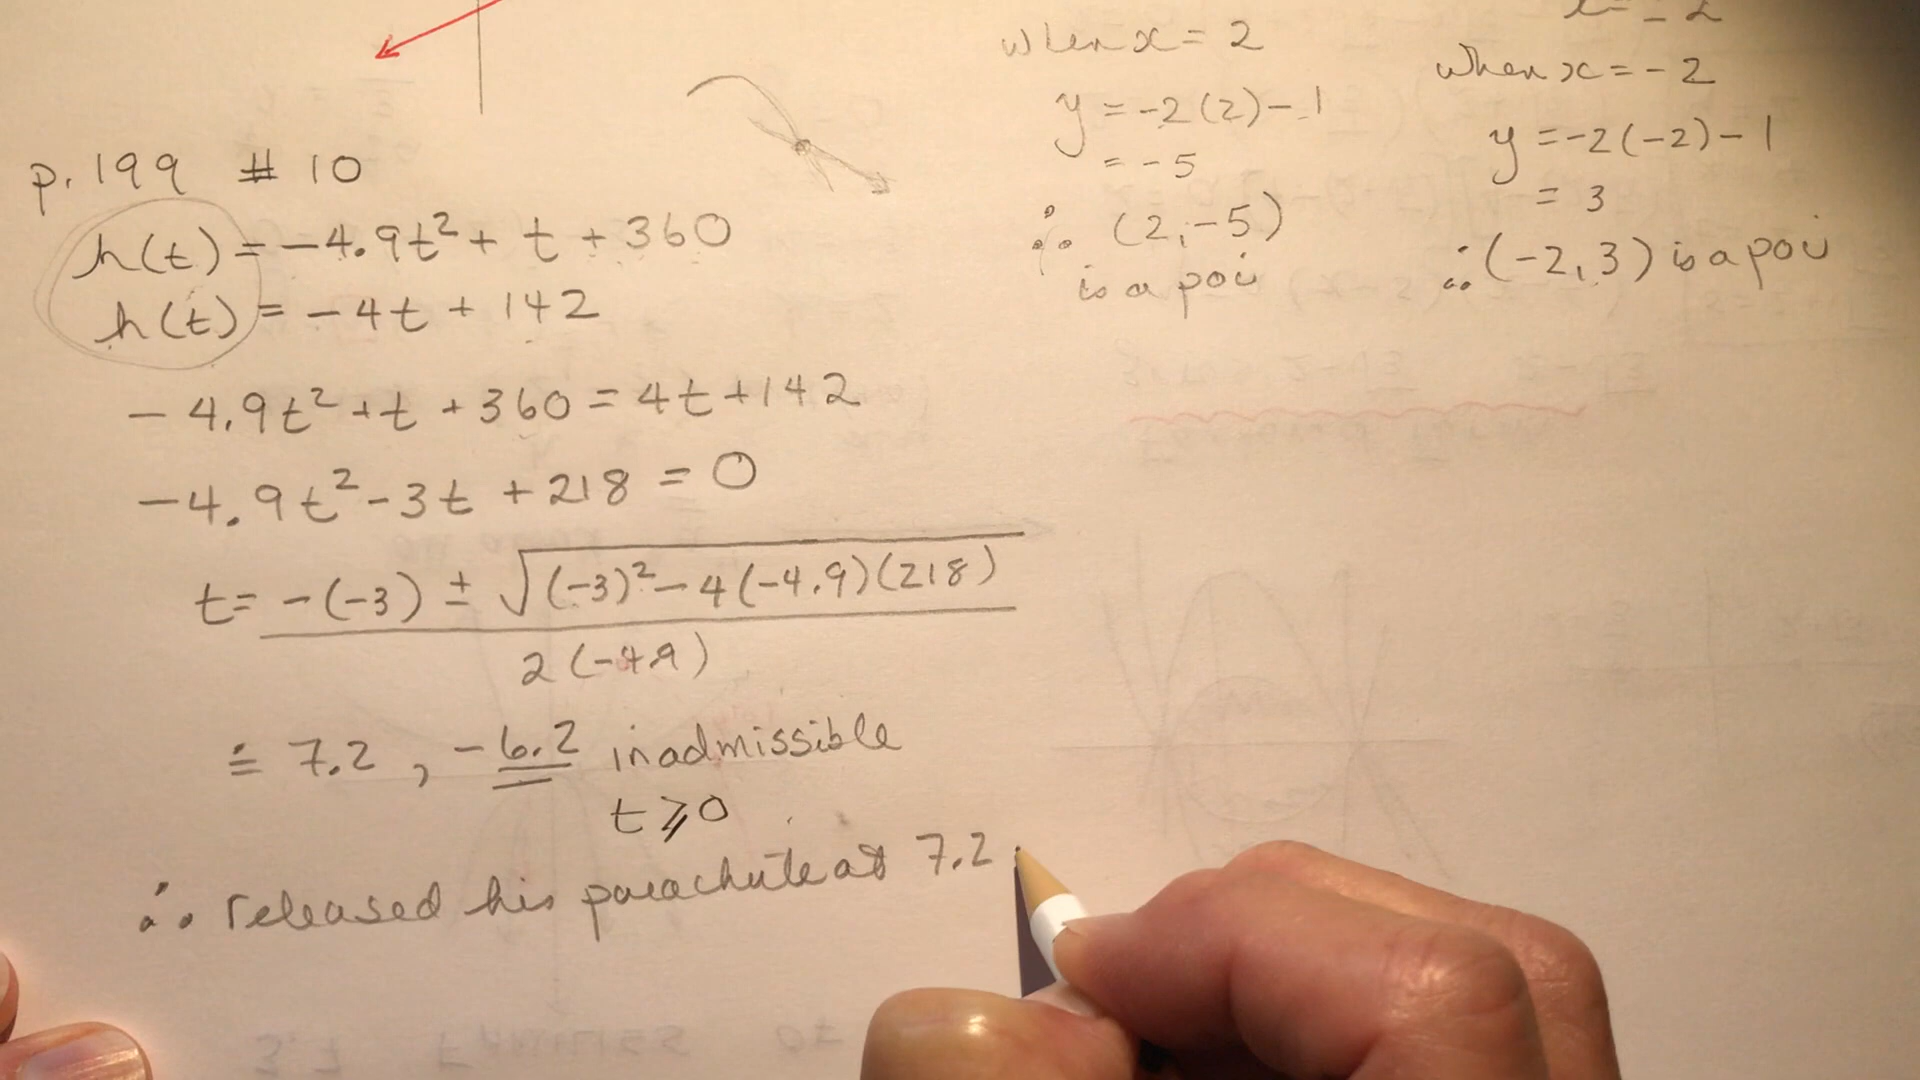 x = -2
when x = 2
y = -2(2) - 1
= -5
∴ (2, -5)
is a poi
when x = -2
y = -2(-2) - 1
= 3
∴ (-2, 3) is a poi
p. 199 # 10
h(t) = -4.9t² + t + 360
h(t) = -4t + 142
-4.9t² + t + 360 = 4t + 142
-4.9t² - 3t + 218 = 0
t = -(-3) ± √(-3)² - 4(-4.9)(218)
2(-4.9)
≐ 7.2 , -6.2 inadmissible
t ⩾ 0
∴ released his parachute at 7.2